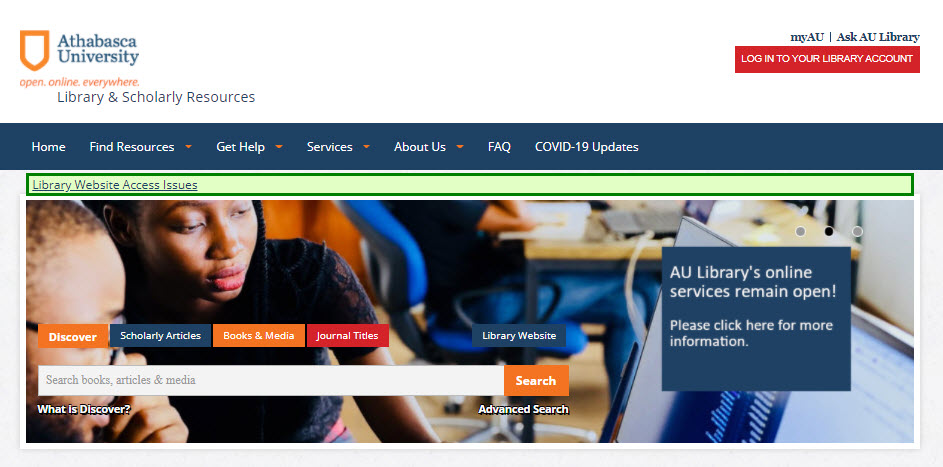 Athabasca
University
open. online. everywhere.
Library & Scholarly Resources
myAU | Ask AU Library
LOG IN TO YOUR LIBRARY ACCOUNT
Home Find Resources Get Help Services About Us FAQ COVID-19 Updates
Library Website Access Issues
AU Library's online
services remain open!
Please click here for more
information.
Discover Scholarly Articles Books & Media Journal Titles Library Website
Search books, articles & media Search
What is Discover? Advanced Search